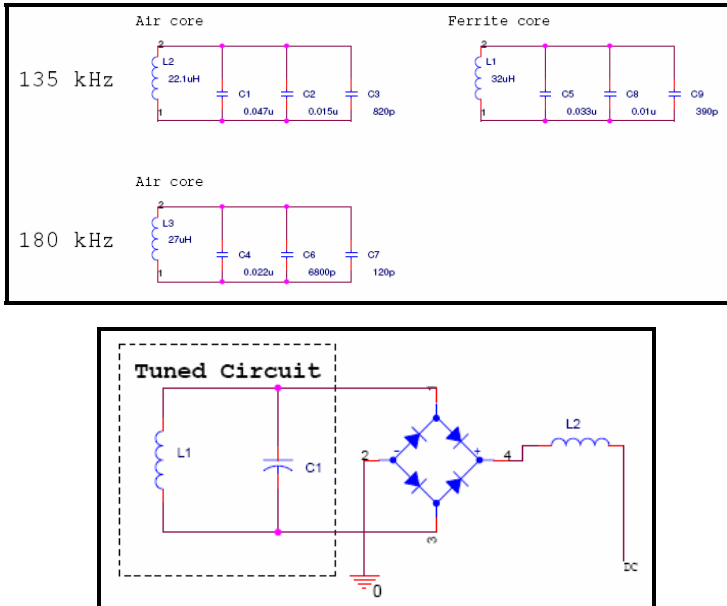 Air core
Ferrite core
135 kHz
2
L2
22.1uH
1
C1
0.047u
C2
0.015u
C3
820p
2
L1
32uH
1
C5
0.033u
C8
0.01u
C9
390p
Air core
180 kHz
2
L3
27uH
1
C4
0.022u
C6
6800p
C7
120p
Tuned Circuit
L1
C1
1
2
-
+
4
3
L2
DC
0